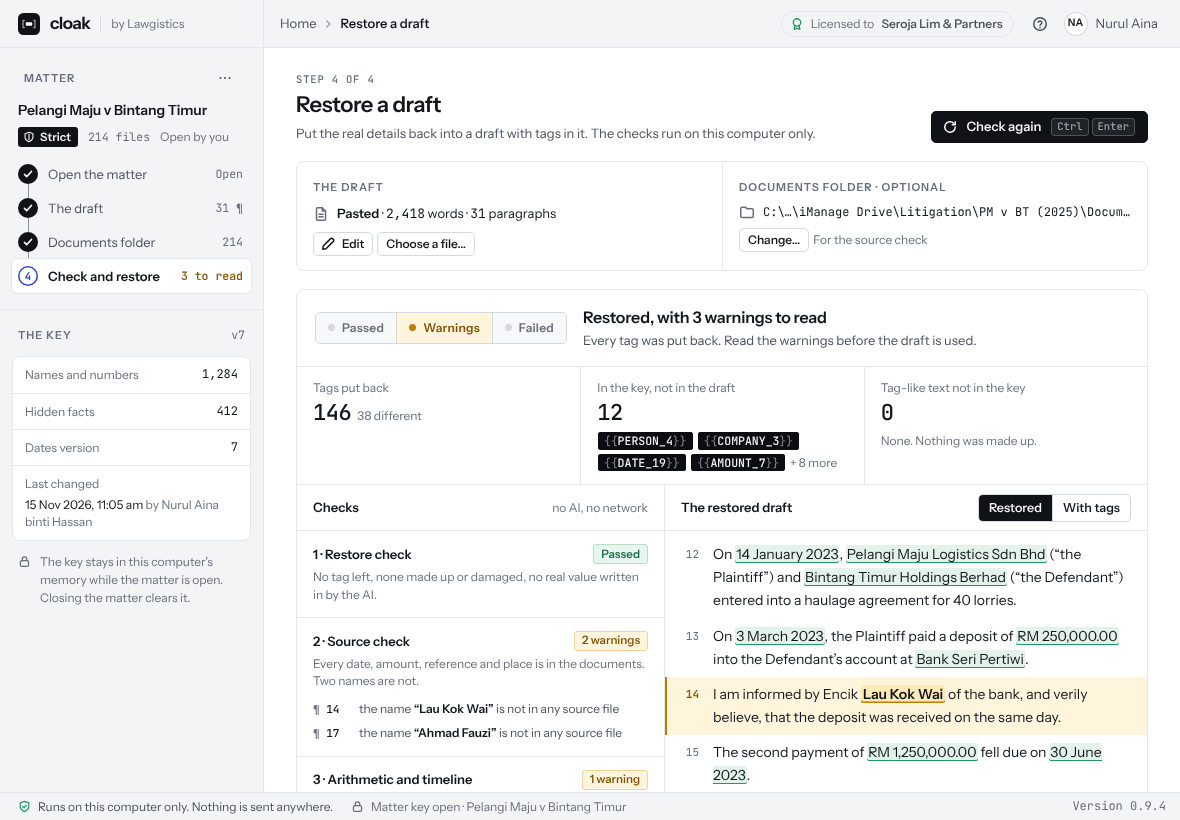 cloak by Lawgistics
Home › Restore a draft
Licensed to Seroja Lim & Partners
NA Nurul Aina
MATTER ...
Pelangi Maju v Bintang Timur
Strict 214 files Open by you
Open the matter Open
The draft 31 ¶
Documents folder 214
4 Check and restore 3 to read
THE KEY v7
Names and numbers 1,284
Hidden facts 412
Dates version 7
Last changed
15 Nov 2026, 11:05 am by Nurul Aina
binti Hassan
The key stays in this computer's
memory while the matter is open.
Closing the matter clears it.
STEP 4 OF 4
Restore a draft
Put the real details back into a draft with tags in it. The checks run on this computer only.
Check again Ctrl Enter
THE DRAFT
Pasted · 2,418 words · 31 paragraphs
Edit Choose a file…
DOCUMENTS FOLDER · OPTIONAL
C:\…\iManage Drive\Litigation\PM v BT (2025)\Docum…
Change… For the source check
Passed Warnings Failed
Restored, with 3 warnings to read
Every tag was put back. Read the warnings before the draft is used.
Tags put back
146 38 different
In the key, not in the draft
12
{{PERSON_4}} {{COMPANY_3}}
{{DATE_19}} {{AMOUNT_7}} + 8 more
Tag-like text not in the key
0
None. Nothing was made up.
Checks no AI, no network
1 · Restore check Passed
No tag left, none made up or damaged, no real value written
in by the AI.
2 · Source check 2 warnings
Every date, amount, reference and place is in the documents.
Two names are not.
¶ 14 the name “Lau Kok Wai” is not in any source file
¶ 17 the name “Ahmad Fauzi” is not in any source file
3 · Arithmetic and timeline 1 warning
The restored draft Restored With tags
12 On 14 January 2023, Pelangi Maju Logistics Sdn Bhd (“the
Plaintiff”) and Bintang Timur Holdings Berhad (“the Defendant”)
entered into a haulage agreement for 40 lorries.
13 On 3 March 2023, the Plaintiff paid a deposit of RM 250,000.00
into the Defendant’s account at Bank Seri Pertiwi.
14 I am informed by Encik Lau Kok Wai of the bank, and verily
believe, that the deposit was received on the same day.
15 The second payment of RM 1,250,000.00 fell due on 30 June
2023.
Runs on this computer only. Nothing is sent anywhere. Matter key open · Pelangi Maju v Bintang Timur
Version 0.9.4